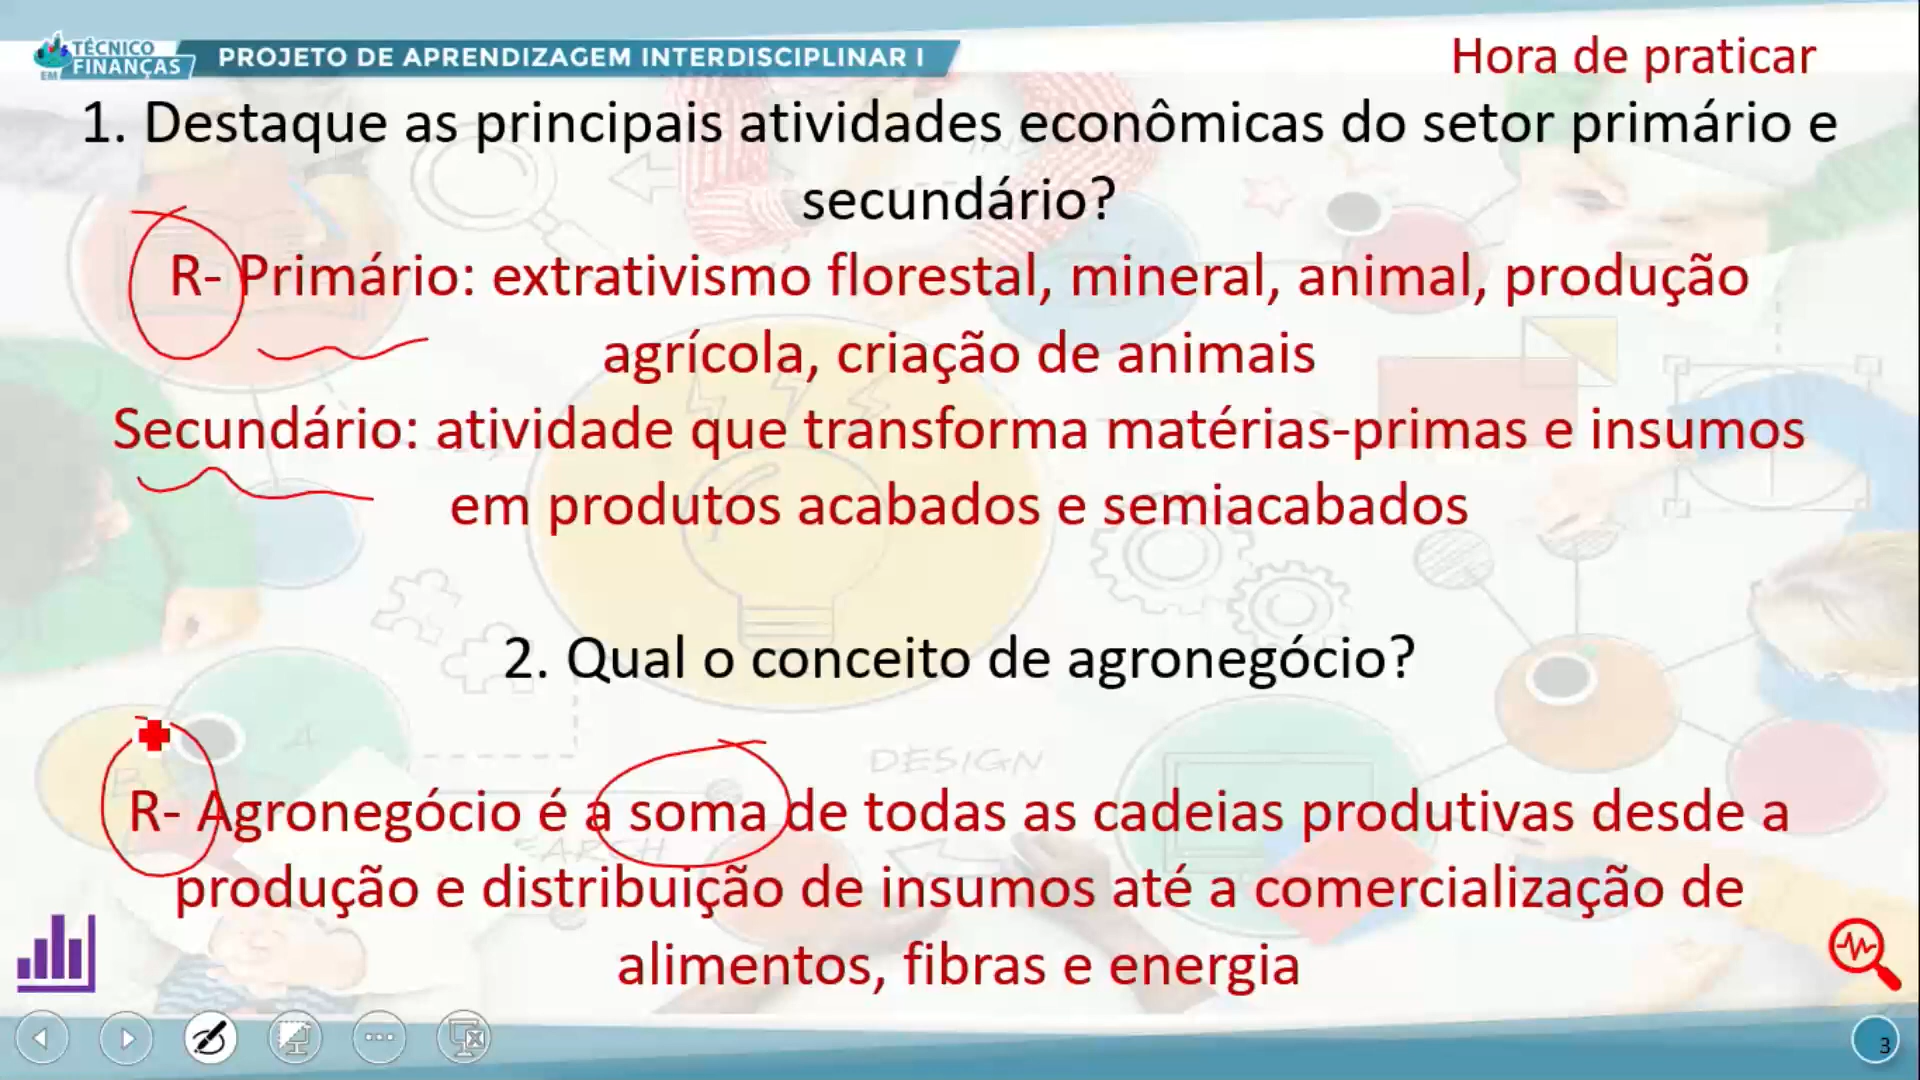 TÉCNICO
EM FINANÇAS
PROJETO DE APRENDIZAGEM INTERDISCIPLINAR I
Hora de praticar
1. Destaque as principais atividades econômicas do setor primário e
secundário?
R- Primário: extrativismo florestal, mineral, animal, produção
agrícola, criação de animais
Secundário: atividade que transforma matérias-primas e insumos
em produtos acabados e semiacabados
2. Qual o conceito de agronegócio?
DESIGN
R- Agronegócio é a soma de todas as cadeias produtivas desde a
produção e distribuição de insumos até a comercialização de
alimentos, fibras e energia
3